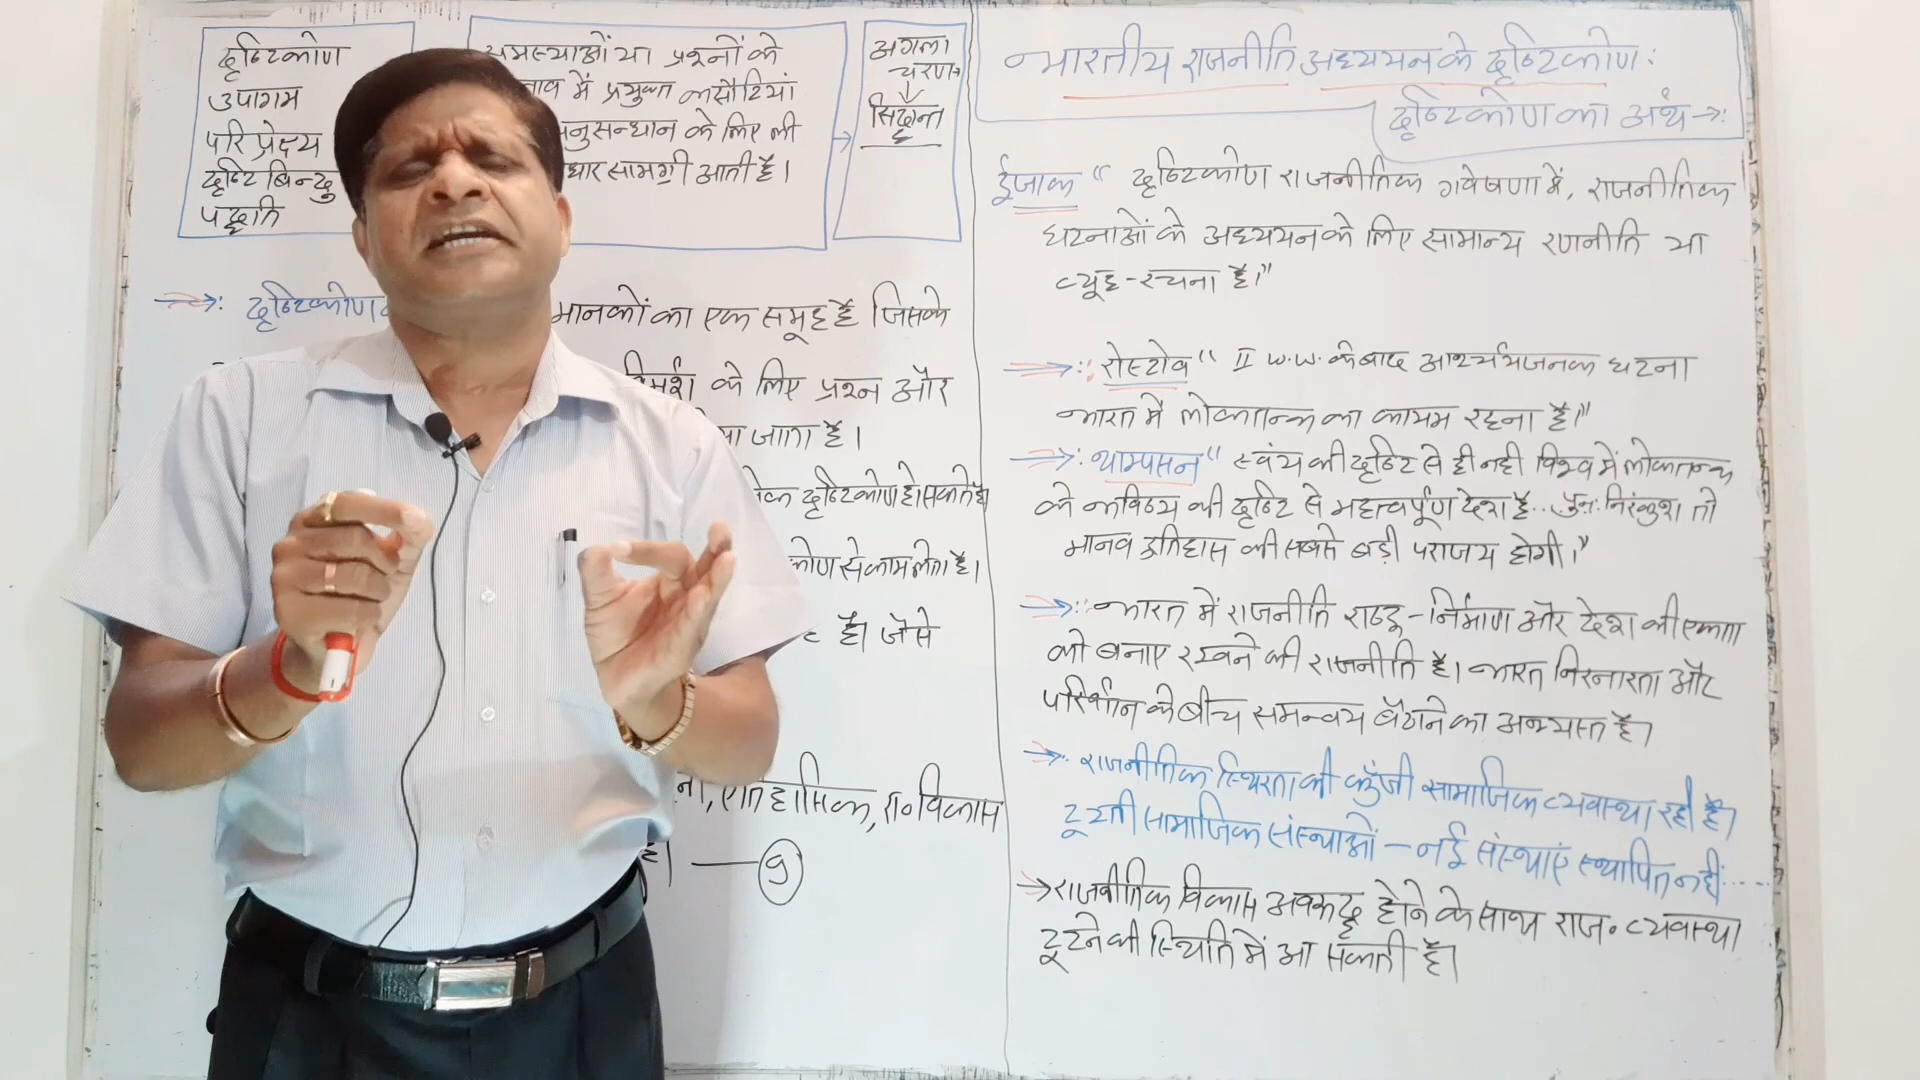 दृष्टिकोण
उपागम
परिप्रेक्ष्य
दृष्टि बिन्दु
पद्धति
समस्याओं या प्रश्नों के
में प्रयुक्त कसौटियां
अनुसन्धान के लिए ली
सामग्री आती है।
अगला
चरण→
सिद्धान्त
→: दृष्टिकोण मानकों का एक समूह है जिसके
के लिए प्रश्न और
जाता है।
दृष्टिकोण हो सकते है।
से काम लेता है।
है। जैसे
ऐतिहासिक, रा० विकास
है। — 9
भारतीय राजनीति अध्ययन के दृष्टिकोण:
दृष्टिकोण का अर्थ →:
ईजाक “ दृष्टिकोण राजनीतिक गवेषणा में, राजनीतिक
घटनाओं के अध्ययन के लिए सामान्य रणनीति या
व्यूह-रचना है।”
→: रोस्टोव “ II W.W. के बाद आश्चर्यजनक घटना
भारत में लोकतन्त्र का कायम रहना है।”
→: थाम्पसन “ स्वंय की दृष्टि से ही नही विश्व में लोकतन्त्र
के भविष्य की दृष्टि से महत्वपूर्ण देश है.. पुन: निरंकुश तो
मानव इतिहास की सबसे बड़ी पराजय होगी।”
→: भारत में राजनीति राष्ट्र-निर्माण और देश की एकता
को बनाए रखने की राजनीति है। भारत निरन्तरता और
परिवर्तन के बीच समन्वय बैठाने का अभ्यस्त है।
→: राजनीतिक स्थिरता की कुँजी सामाजिक व्यवस्था रही है।
टूटती सामाजिक संस्थाओं – नई संस्थाएं स्थापित नहीं.....
→ राजनीतिक विकास अवरूद्ध होने के साथ राज० व्यवस्था
टूटने की स्थिति में आ सकती है।